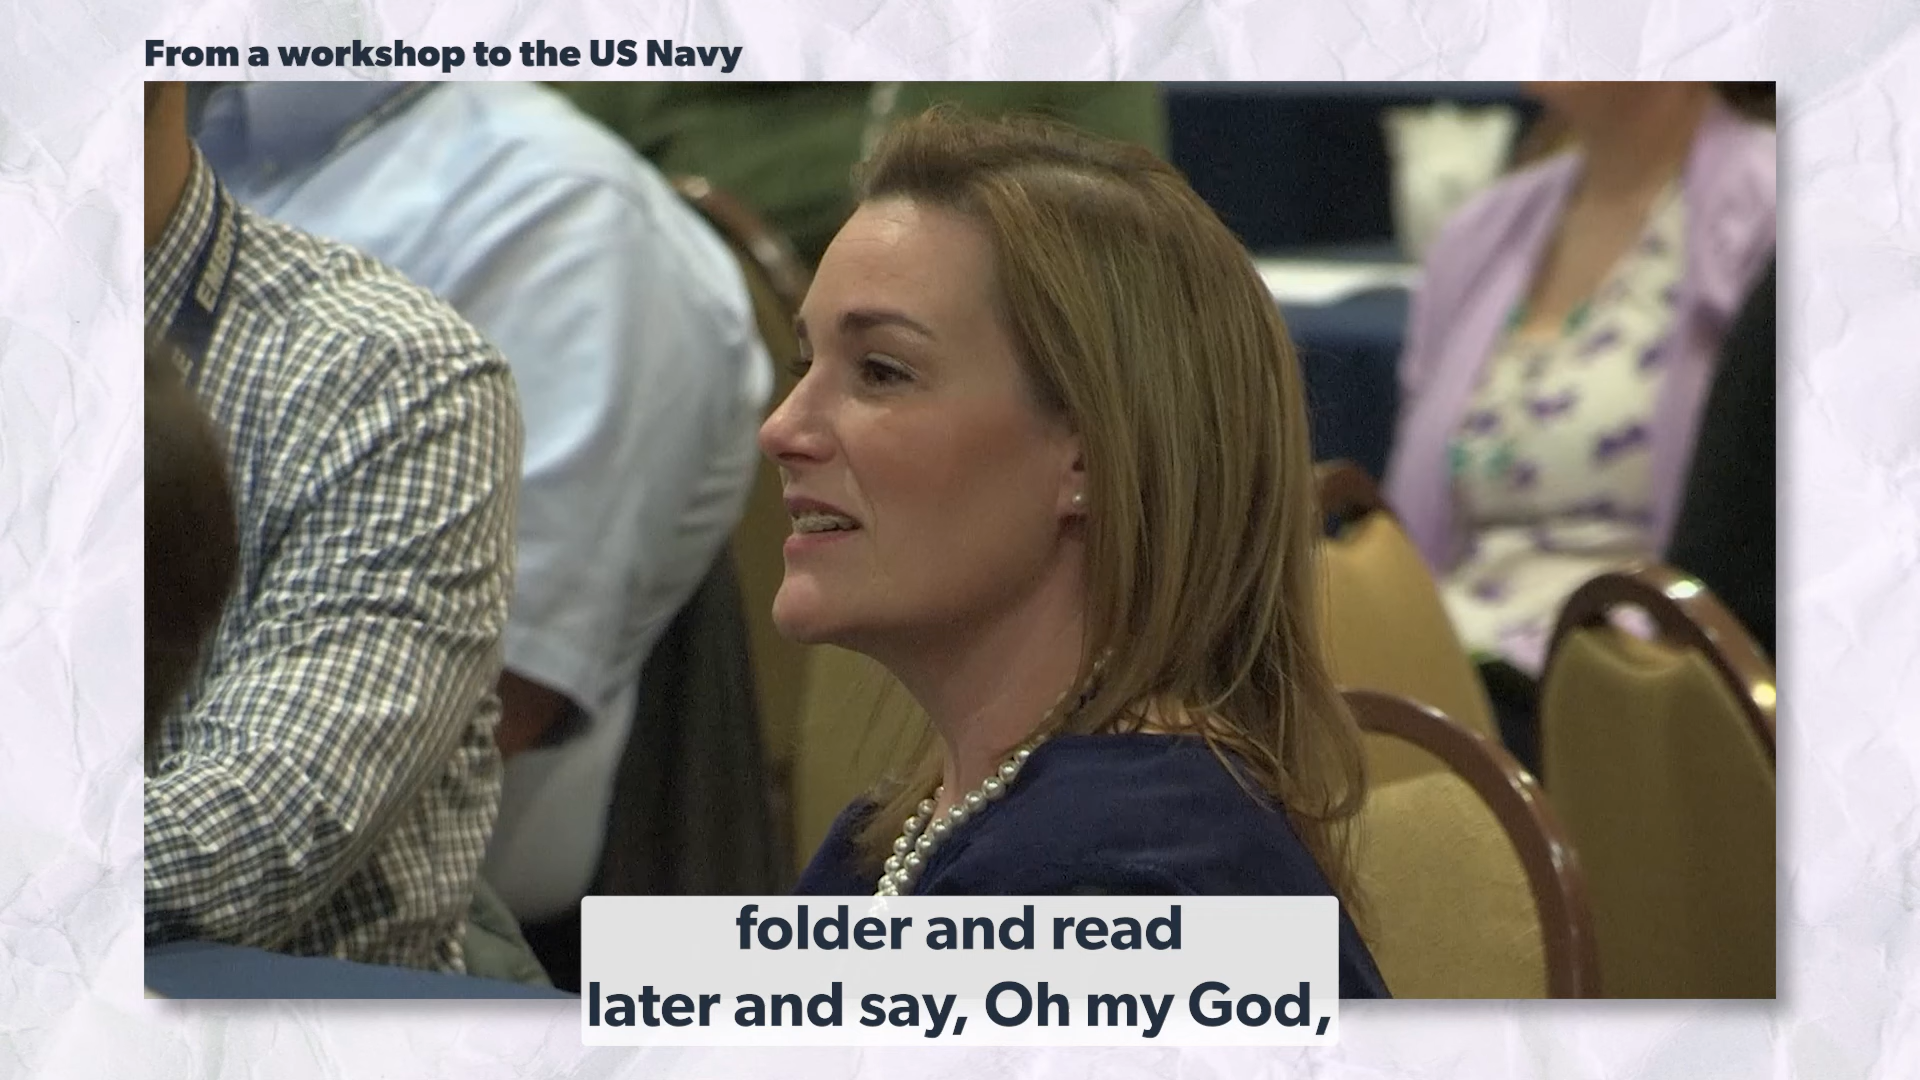 From a workshop to the US Navy
folder and read
later and say, Oh my God,